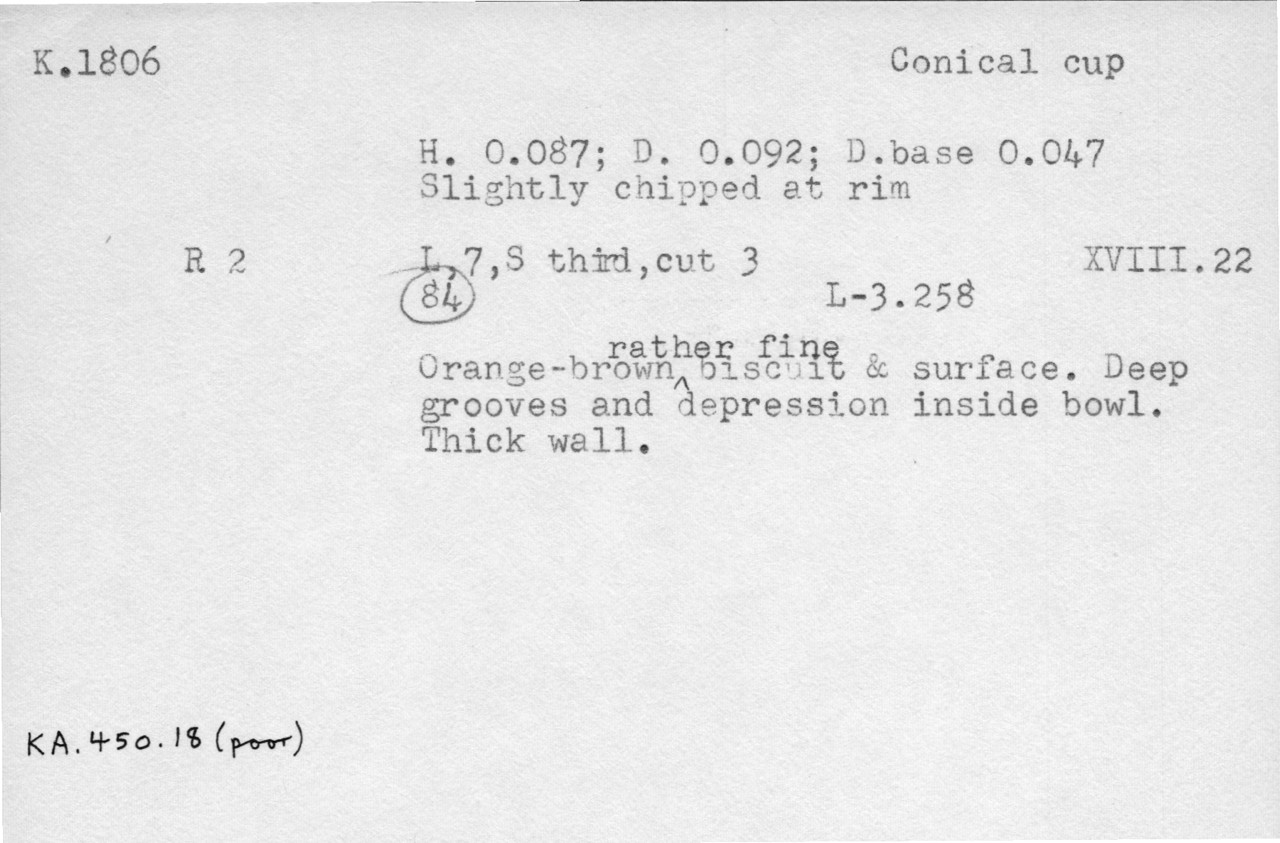 K.1806 Conical cup
H. 0.087; D. 0.092; D.base 0.047
Slightly chipped at rim
R 2 L,7,S third,cut 3 XVIII.22
84 L-3.258
rather fine
Orange-brown ^ biscuit & surface. Deep
grooves and depression inside bowl.
Thick wall.
KA.450.18 (poor)